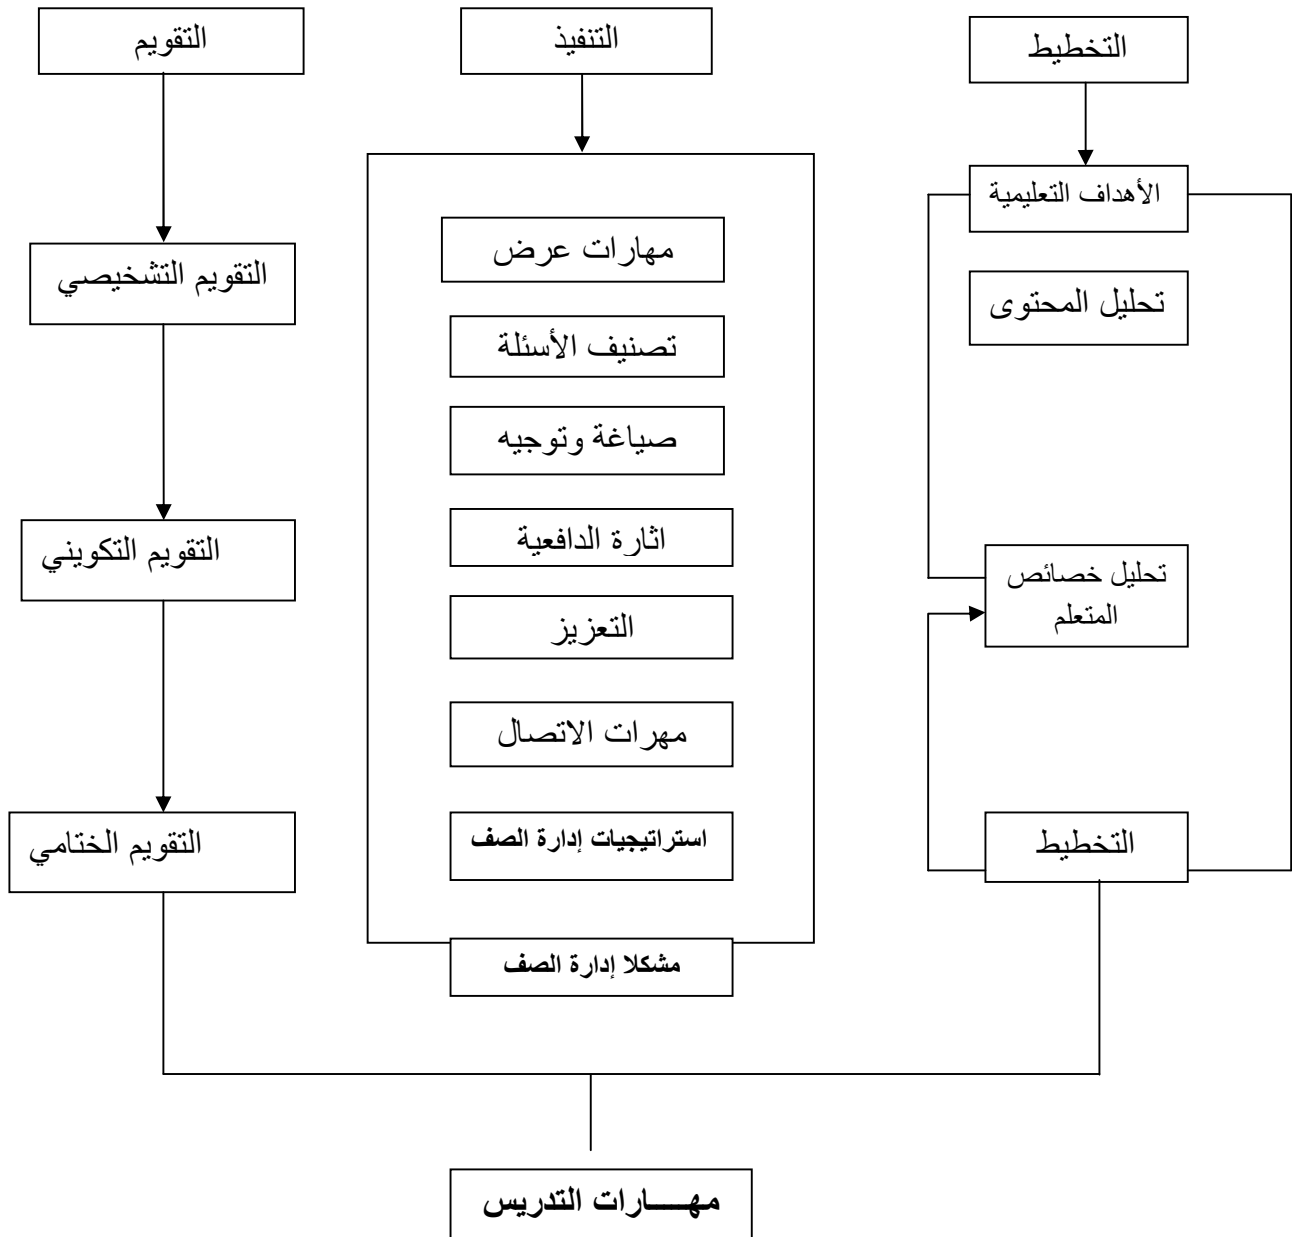 التخطيط
التنفيذ
التقويم
الأهداف التعليمية
تحليل المحتوى
تحليل خصائص
المتعلم
التخطيط
مهارات عرض
تصنيف الأسئلة
صياغة وتوجيه
اثارة الدافعية
التعزيز
مهرات الاتصال
استراتيجيات إدارة الصف
مشكلا إدارة الصف
التقويم التشخيصي
التقويم التكويني
التقويم الختامي
مهـــارات التدريس